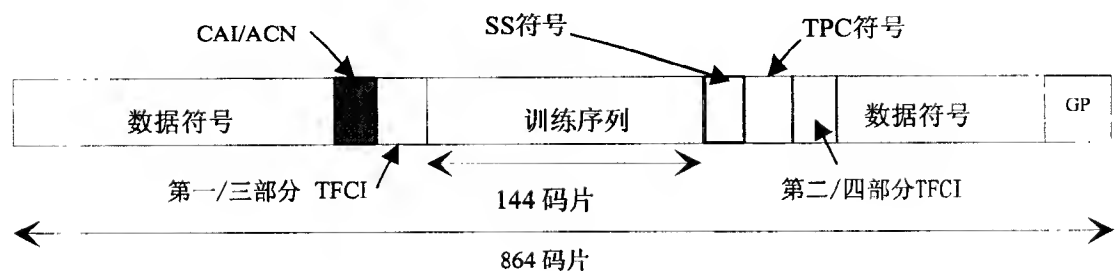 CAI/ACN
SS符号
TPC符号
数据符号
训练序列
数据符号
GP
第一/三部分 TFCI
144 码片
第二/四部分TFCI
864 码片